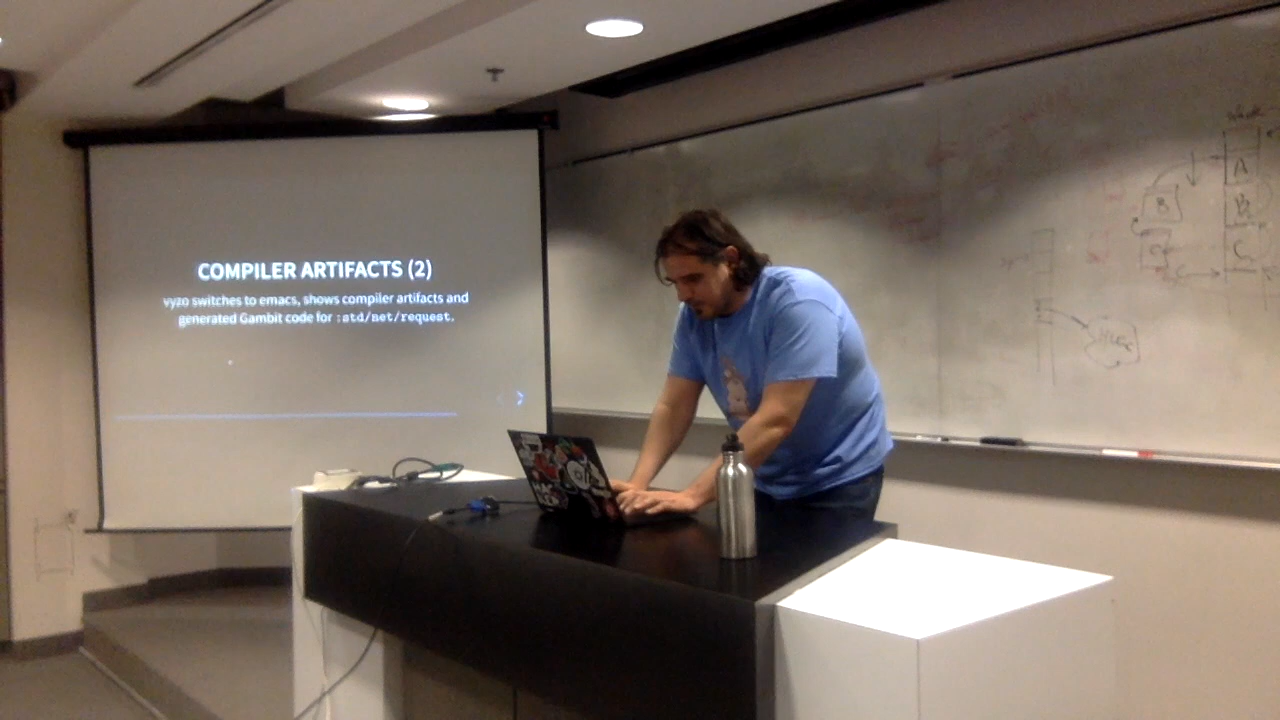 COMPILER ARTIFACTS (2)
vyzo switches to emacs, shows compiler artifacts and
generated Gambit code for :std/net/request.
A
B
B
C